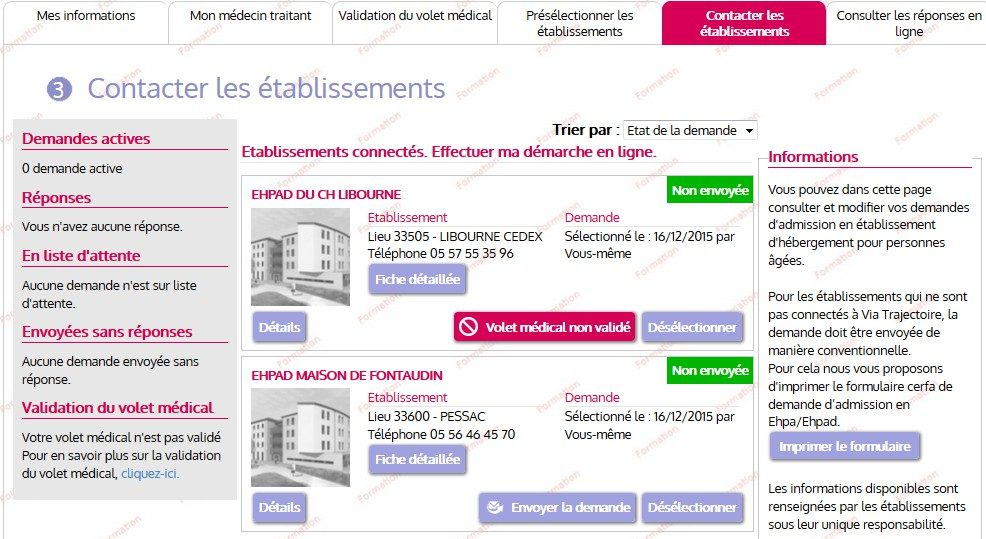 Mes informations
Mon médecin traitant
Validation du volet médical
Présélectionner les
établissements
Contacter les
établissements
Consulter les réponses en
ligne
3 Contacter les établissements
Demandes actives
0 demande active
Réponses
Vous n'avez aucune réponse.
En liste d'attente
Aucune demande n'est sur liste
d'attente.
Envoyées sans réponses
Aucune demande envoyée sans
réponse.
Validation du volet médical
Votre volet médical n'est pas validé
Pour en savoir plus sur la validation
du volet médical, cliquez-ici.
Trier par : Etat de la demande
Etablissements connectés. Effectuer ma démarche en ligne.
EHPAD DU CH LIBOURNE
Non envoyée
Etablissement
Lieu 33505 - LIBOURNE CEDEX
Téléphone 05 57 55 35 96
Fiche détaillée
Demande
Sélectionné le : 16/12/2015 par
Vous-même
Détails
Volet médical non validé
Désélectionner
EHPAD MAISON DE FONTAUDIN
Non envoyée
Etablissement
Lieu 33600 - PESSAC
Téléphone 05 56 46 45 70
Fiche détaillée
Demande
Sélectionné le : 16/12/2015 par
Vous-même
Détails
Envoyer la demande
Désélectionner
Informations
Vous pouvez dans cette page
consulter et modifier vos demandes
d'admission en établissement
d'hébergement pour personnes
âgées.
Pour les établissements qui ne sont
pas connectés à Via Trajectoire, la
demande doit être envoyée de
manière conventionnelle.
Pour cela nous vous proposons
d'imprimer le formulaire cerfa de
demande d'admission en
Ehpa/Ehpad.
Imprimer le formulaire
Les informations disponibles sont
renseignées par les établissements
sous leur unique responsabilité.
Formation